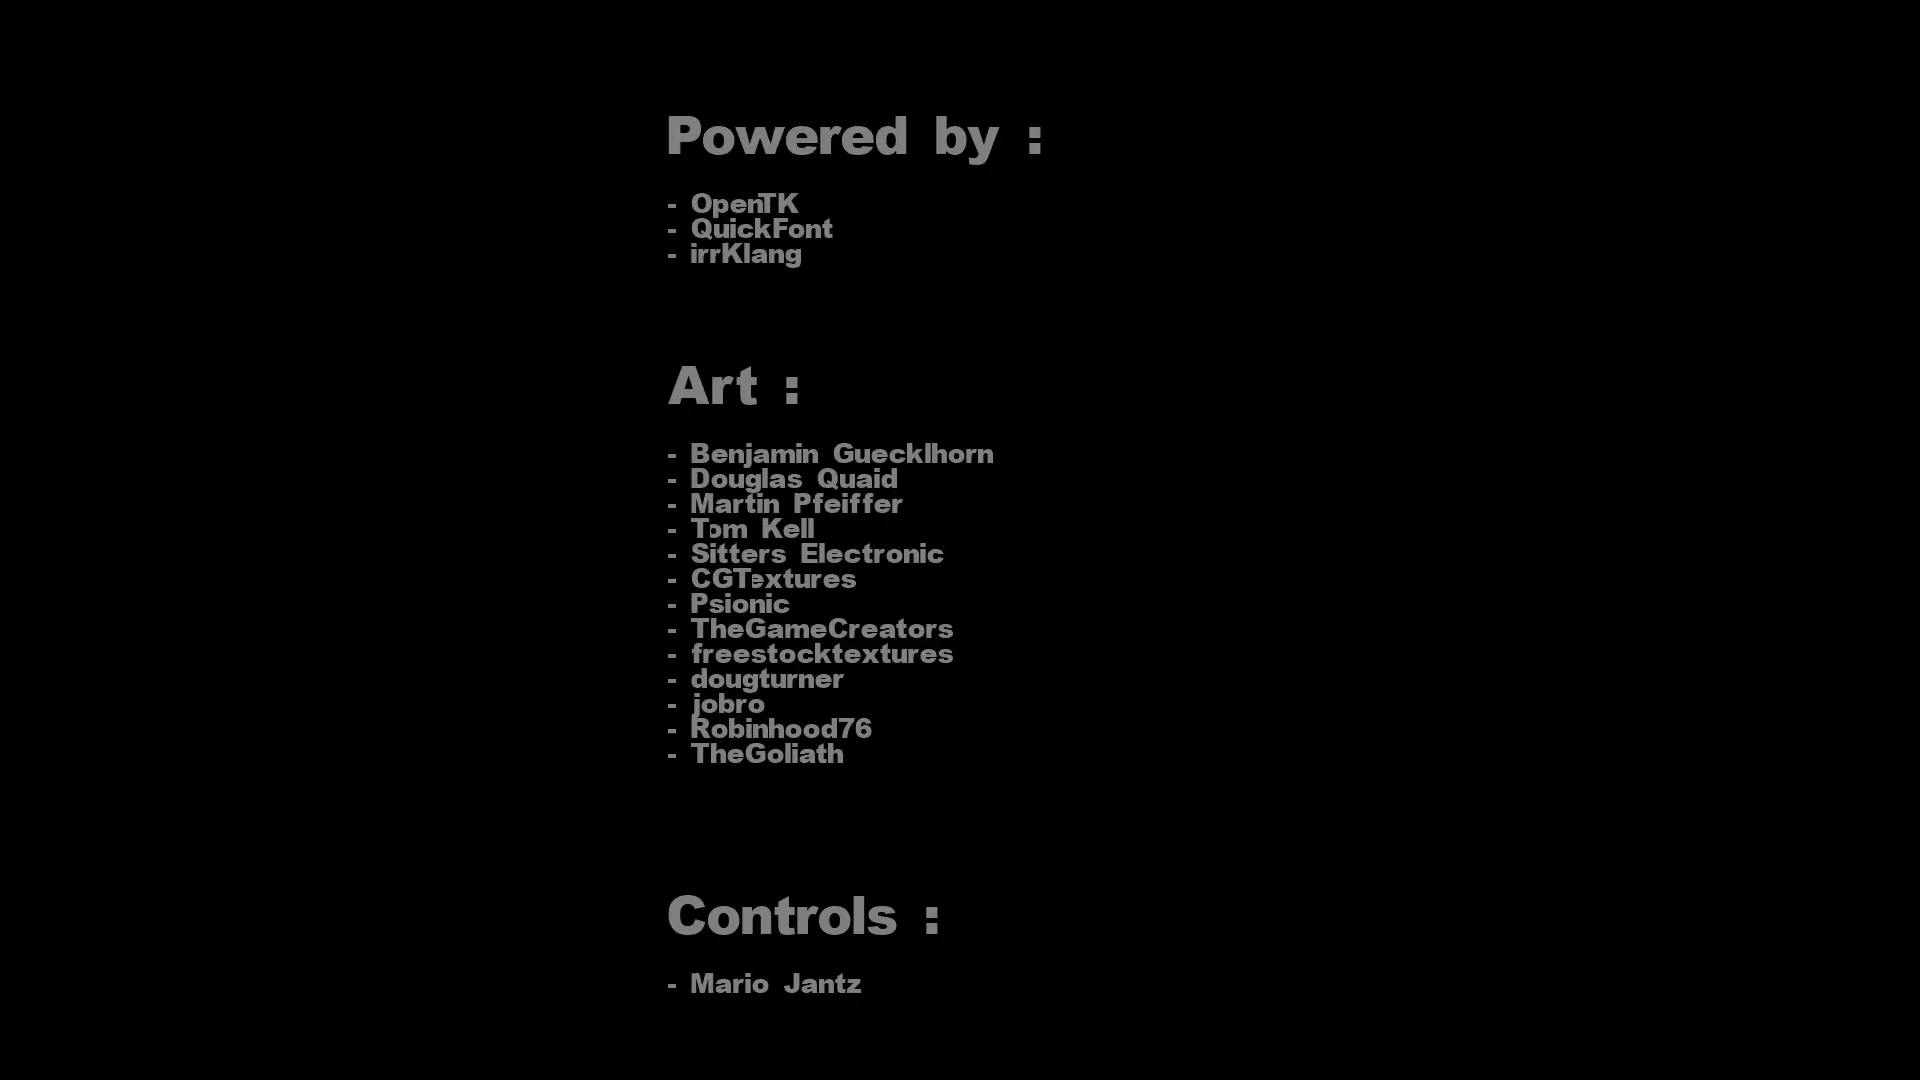 Powered by :
- OpenTK
- QuickFont
- irrKlang
Art :
- Benjamin Guecklhorn
- Douglas Quaid
- Martin Pfeiffer
- Tom Kell
- Sitters Electronic
- CGTextures
- Psionic
- TheGameCreators
- freestocktextures
- dougturner
- jobro
- Robinhood76
- TheGoliath
Controls :
- Mario Jantz